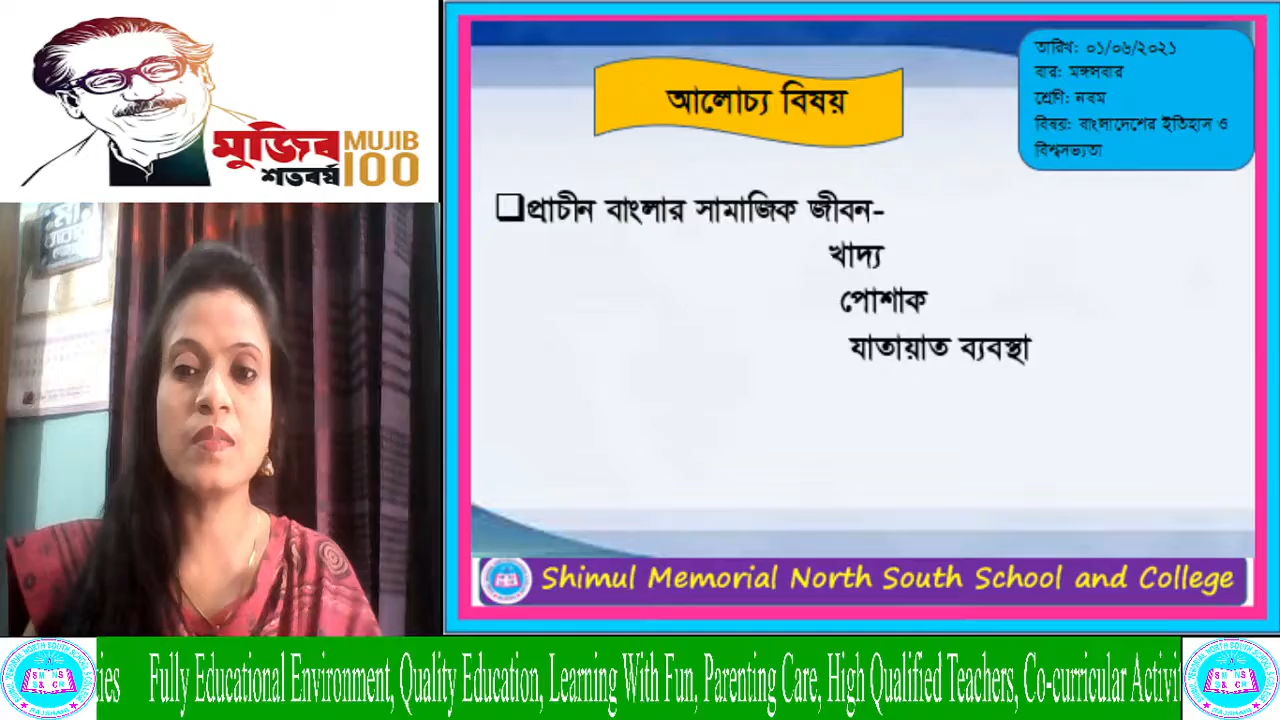 মুজিব
শতবর্ষ
MUJIB
100
আলোচ্য বিষয়
তারিখ: ০১/০৬/২০২১
বার: মঙ্গলবার
শ্রেণি: নবম
বিষয়: বাংলাদেশের ইতিহাস ও
বিশ্বসভ্যতা
প্রাচীন বাংলার সামাজিক জীবন-
খাদ্য
পোশাক
যাতায়াত ব্যবস্থা
Shimul Memorial North South School and College
ies Fully Educational Environment, Quality Education, Learning With Fun, Parenting Care, High Qualified Teachers, Co-curricular Activi